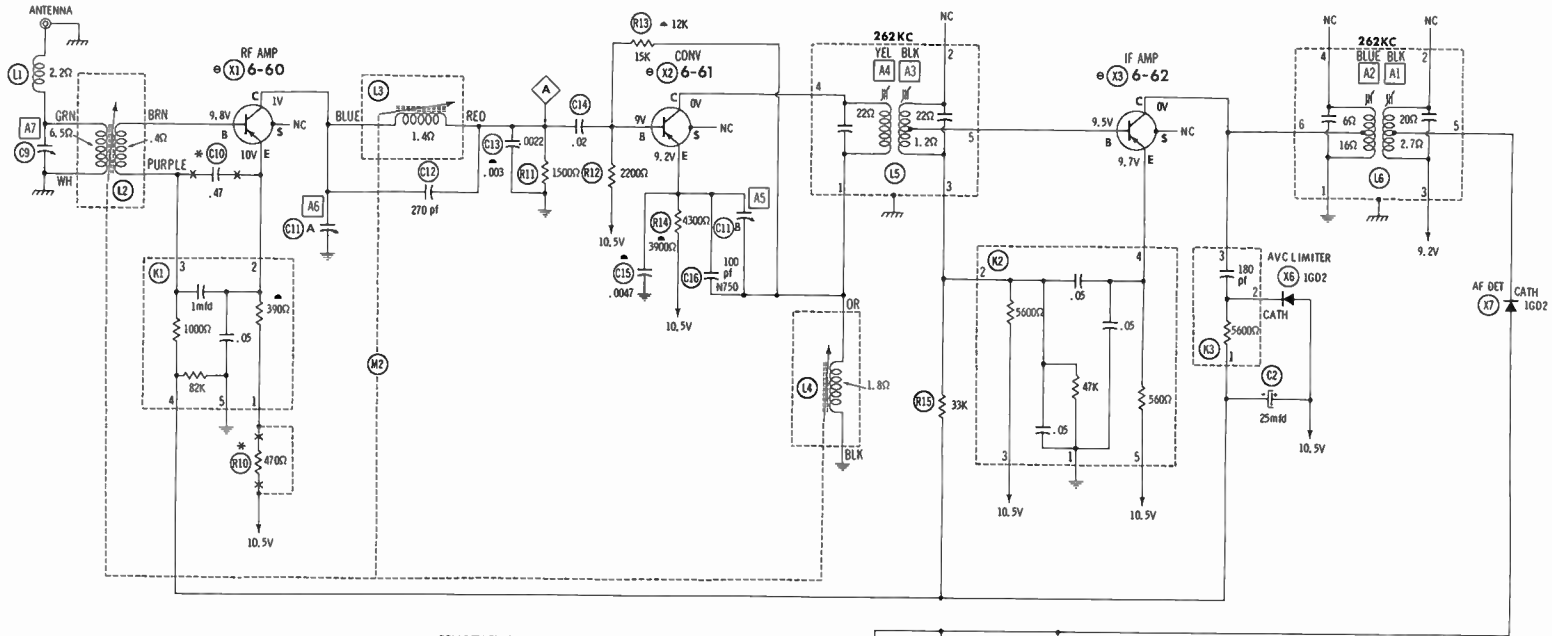 ANTENNA
L1
2.2Ω
A7
C9
GRN
6.5Ω
WH
BRN
.4Ω
PURPLE
L2
RF AMP
⊖ X1 6-60
C
1V
9.8V
B
S
NC
10V
E
* C10
.47
K1
3
2
1mfd
1000Ω
.05
390Ω
82K
4
5
1
*
R10
470Ω
10.5V
BLUE
L3
RED
1.4Ω
C12
270 pf
A6
C11 A
M2
A
C13
.0022
.003
R11
1500Ω
C14
.02
R12
2200Ω
10.5V
R13
12K
15K
CONV
⊖ X2 6-61
C
0V
9V
B
S
NC
9.2V
E
R14
4300Ω
3900Ω
C15
.0047
C16
100
pf
N750
C11 B
A5
10.5V
262KC
YEL BLK
A4 A3
NC
2
4
22Ω
22Ω
1.2Ω
5
L5
1
3
OR
L4
1.8Ω
BLK
R15
33K
IF AMP
⊖ X3 6-62
C
0V
9.5V
B
S
NC
9.7V
E
K2
2
4
5600Ω
.05
.05
47K
560Ω
.05
3
1
5
10.5V
10.5V
262KC
BLUE BLK
A2 A1
NC
NC
4
2
6Ω
20Ω
6
16Ω
2.7Ω
5
L6
1
3
9.2V
3
180
pf
AVC LIMITER
X6 1GD2
2
CATH
5600Ω
K3
1
C2
25mfd
10.5V
AF DET
X7
CATH
1GD2